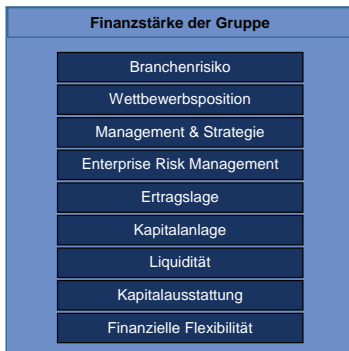 Finanzstärke der Gruppe
Branchenrisiko
Wettbewerbsposition
Management & Strategie
Enterprise Risk Management
Ertragslage
Kapitalanlage
Liquidität
Kapitalausstattung
Finanzielle Flexibilität